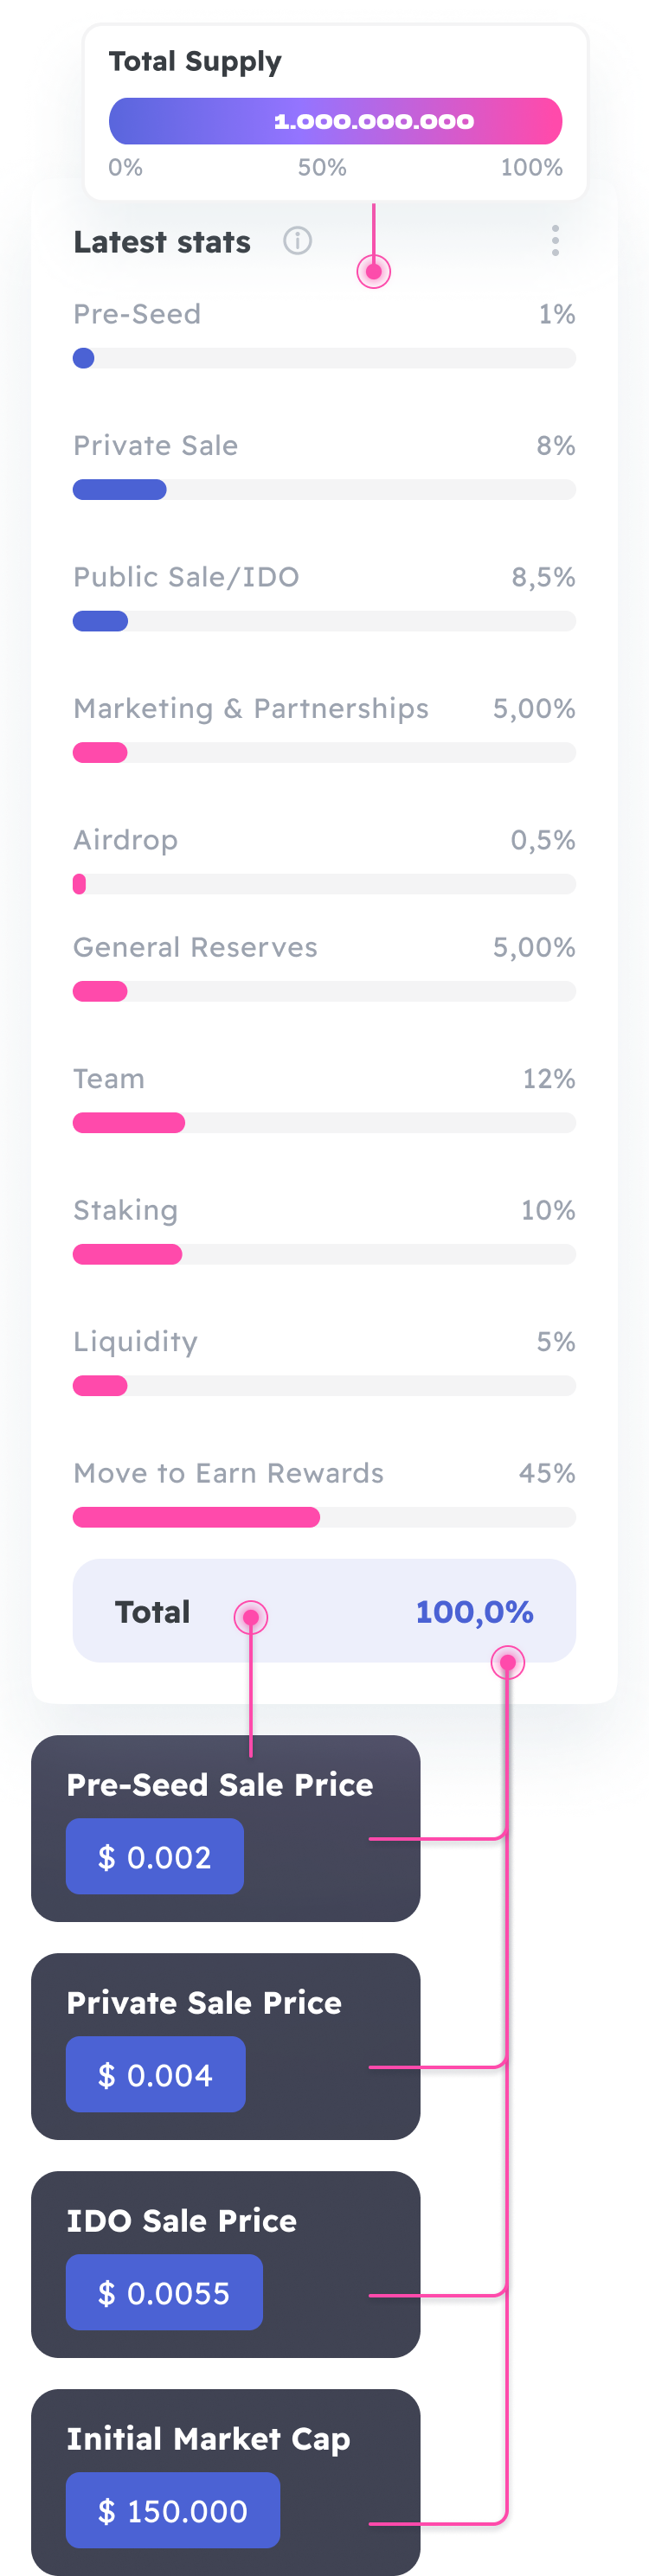 Total Supply
1.000.000.000
0% 50% 100%
Latest stats
Pre-Seed 1%
Private Sale 8%
Public Sale/IDO 8,5%
Marketing & Partnerships 5,00%
Airdrop 0,5%
General Reserves 5,00%
Team 12%
Staking 10%
Liquidity 5%
Move to Earn Rewards 45%
Total 100,0%
Pre-Seed Sale Price
$ 0.002
Private Sale Price
$ 0.004
IDO Sale Price
$ 0.0055
Initial Market Cap
$ 150.000